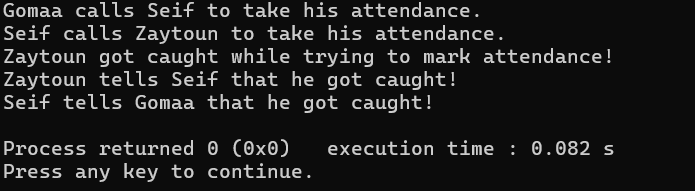 Gomaa calls Seif to take his attendance.
Seif calls Zaytoun to take his attendance.
Zaytoun got caught while trying to mark attendance!
Zaytoun tells Seif that he got caught!
Seif tells Gomaa that he got caught!
Process returned 0 (0x0)   execution time : 0.082 s
Press any key to continue.